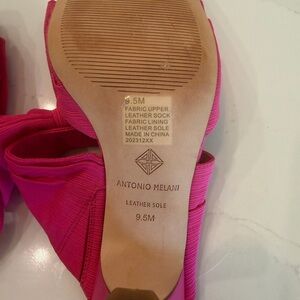 9.5M
FABRIC UPPER
LEATHER SOCK
FABRIC LINING
LEATHER SOLE
MADE IN CHINA
202312XX
ANTONIO MELANI
LEATHER SOLE
9.5M